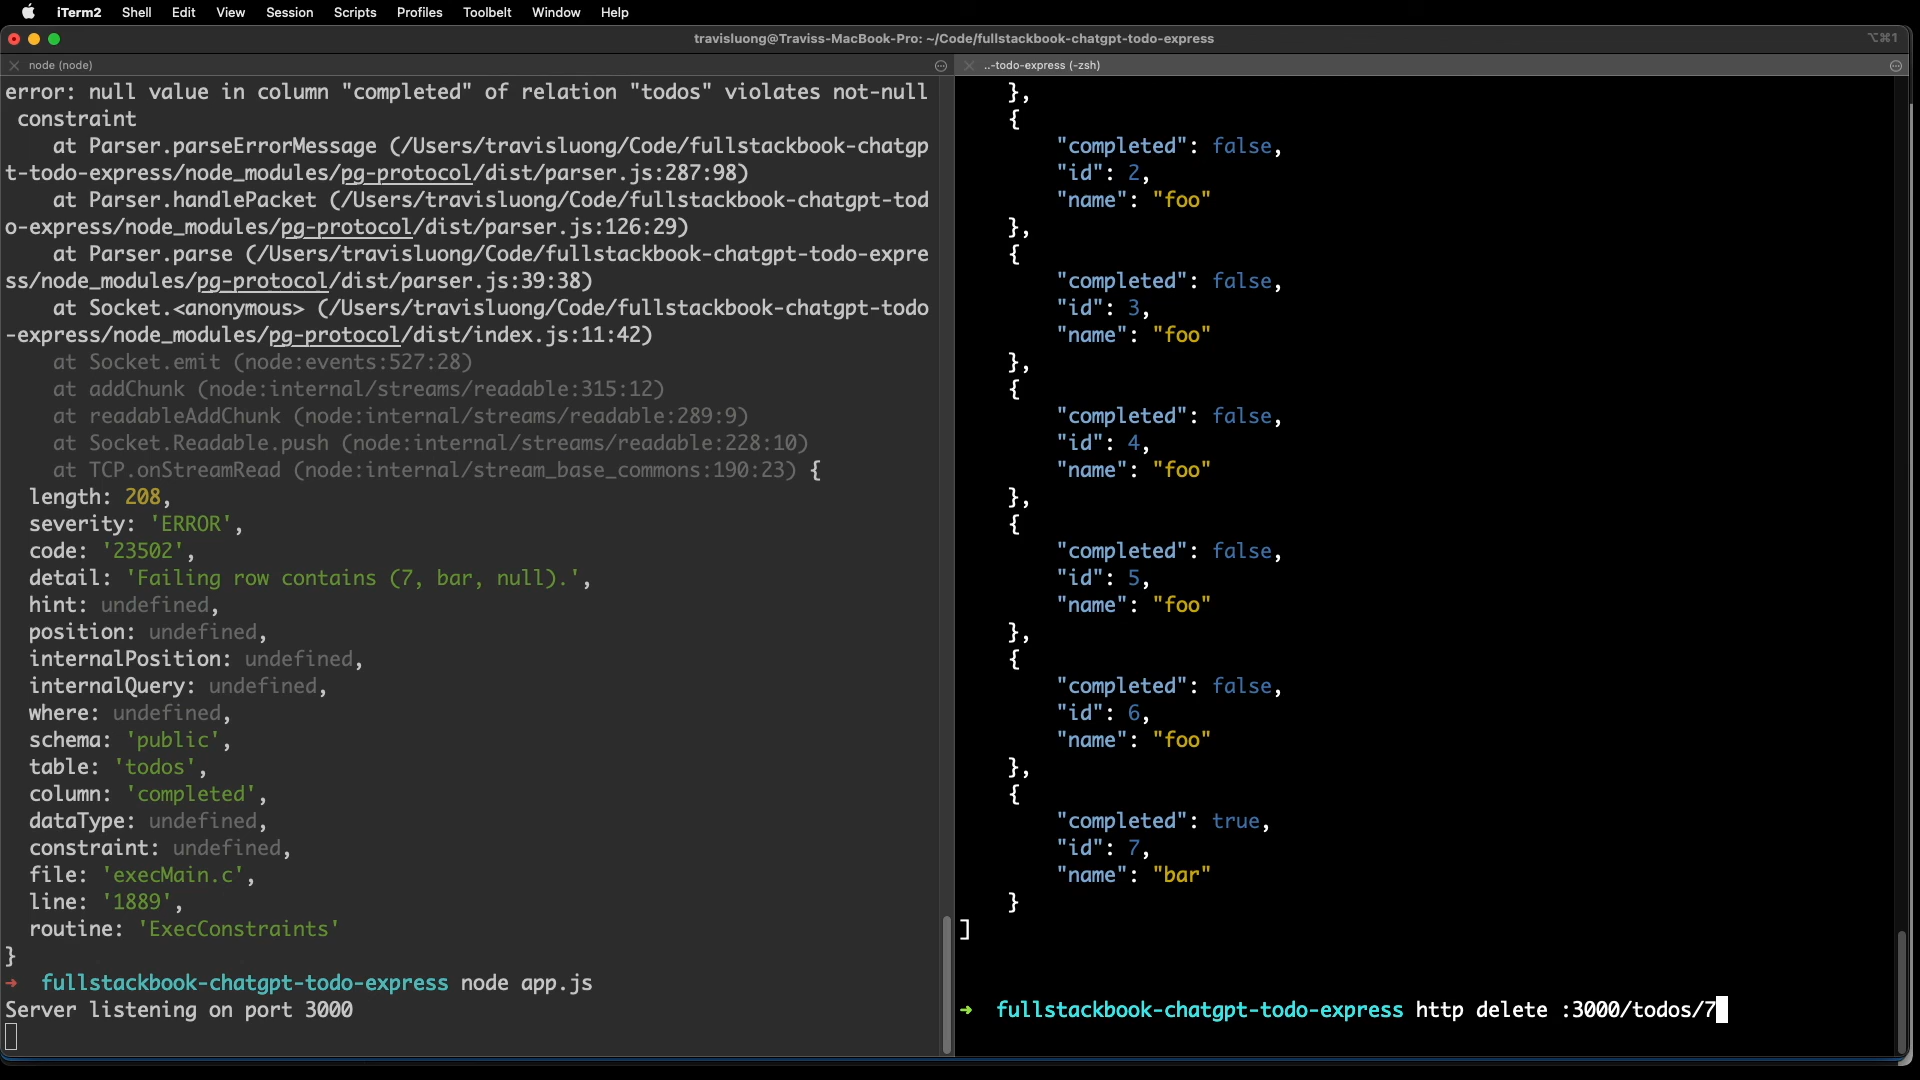 iTerm2 Shell Edit View Session Scripts Profiles Toolbelt Window Help
travisluong@Traviss-MacBook-Pro: ~/Code/fullstackbook-chatgpt-todo-express
⌥⌘1
node (node)
error: null value in column "completed" of relation "todos" violates not-null
constraint
at Parser.parseErrorMessage (/Users/travisluong/Code/fullstackbook-chatgp
t-todo-express/node_modules/pg-protocol/dist/parser.js:287:98)
at Parser.handlePacket (/Users/travisluong/Code/fullstackbook-chatgpt-tod
o-express/node_modules/pg-protocol/dist/parser.js:126:29)
at Parser.parse (/Users/travisluong/Code/fullstackbook-chatgpt-todo-expre
ss/node_modules/pg-protocol/dist/parser.js:39:38)
at Socket.<anonymous> (/Users/travisluong/Code/fullstackbook-chatgpt-todo
-express/node_modules/pg-protocol/dist/index.js:11:42)
at Socket.emit (node:events:527:28)
at addChunk (node:internal/streams/readable:315:12)
at readableAddChunk (node:internal/streams/readable:289:9)
at Socket.Readable.push (node:internal/streams/readable:228:10)
at TCP.onStreamRead (node:internal/stream_base_commons:190:23) {
length: 208,
severity: 'ERROR',
code: '23502',
detail: 'Failing row contains (7, bar, null).',
hint: undefined,
position: undefined,
internalPosition: undefined,
internalQuery: undefined,
where: undefined,
schema: 'public',
table: 'todos',
column: 'completed',
dataType: undefined,
constraint: undefined,
file: 'execMain.c',
line: '1889',
routine: 'ExecConstraints'
}
➜ fullstackbook-chatgpt-todo-express node app.js
Server listening on port 3000
..-todo-express (-zsh)
},
{
"completed": false,
"id": 2,
"name": "foo"
},
{
"completed": false,
"id": 3,
"name": "foo"
},
{
"completed": false,
"id": 4,
"name": "foo"
},
{
"completed": false,
"id": 5,
"name": "foo"
},
{
"completed": false,
"id": 6,
"name": "foo"
},
{
"completed": true,
"id": 7,
"name": "bar"
}
]
➜ fullstackbook-chatgpt-todo-express http delete :3000/todos/7